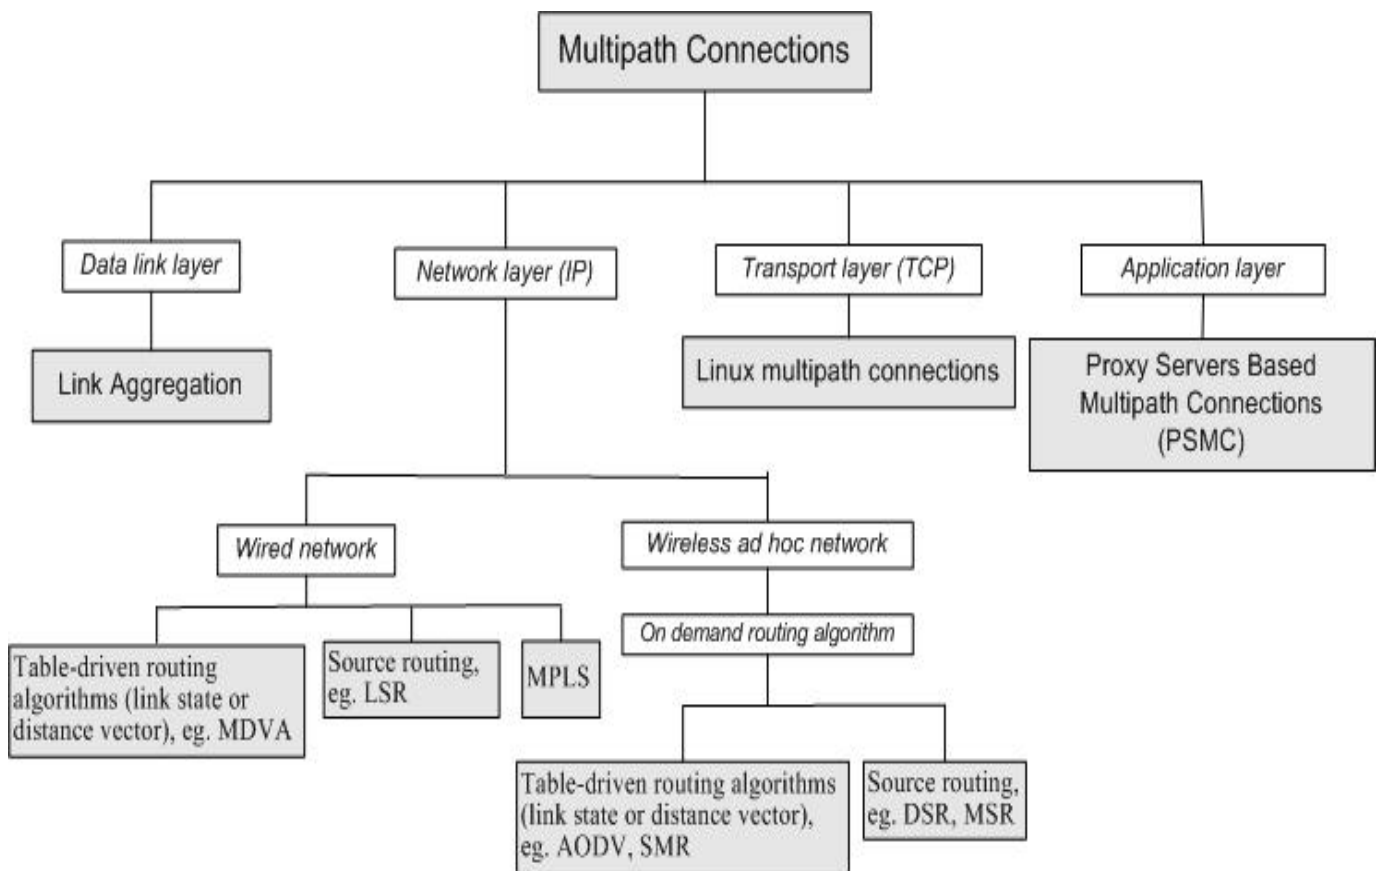 Multipath Connections
Data link layer
Network layer (IP)
Transport layer (TCP)
Application layer
Link Aggregation
Linux multipath connections
Proxy Servers Based
Multipath Connections
(PSMC)
Wired network
Wireless ad hoc network
On demand routing algorithm
Table-driven routing
algorithms (link state or
distance vector), eg. MDVA
Source routing,
eg. LSR
MPLS
Table-driven routing algorithms
(link state or distance vector),
eg. AODV, SMR
Source routing,
eg. DSR, MSR